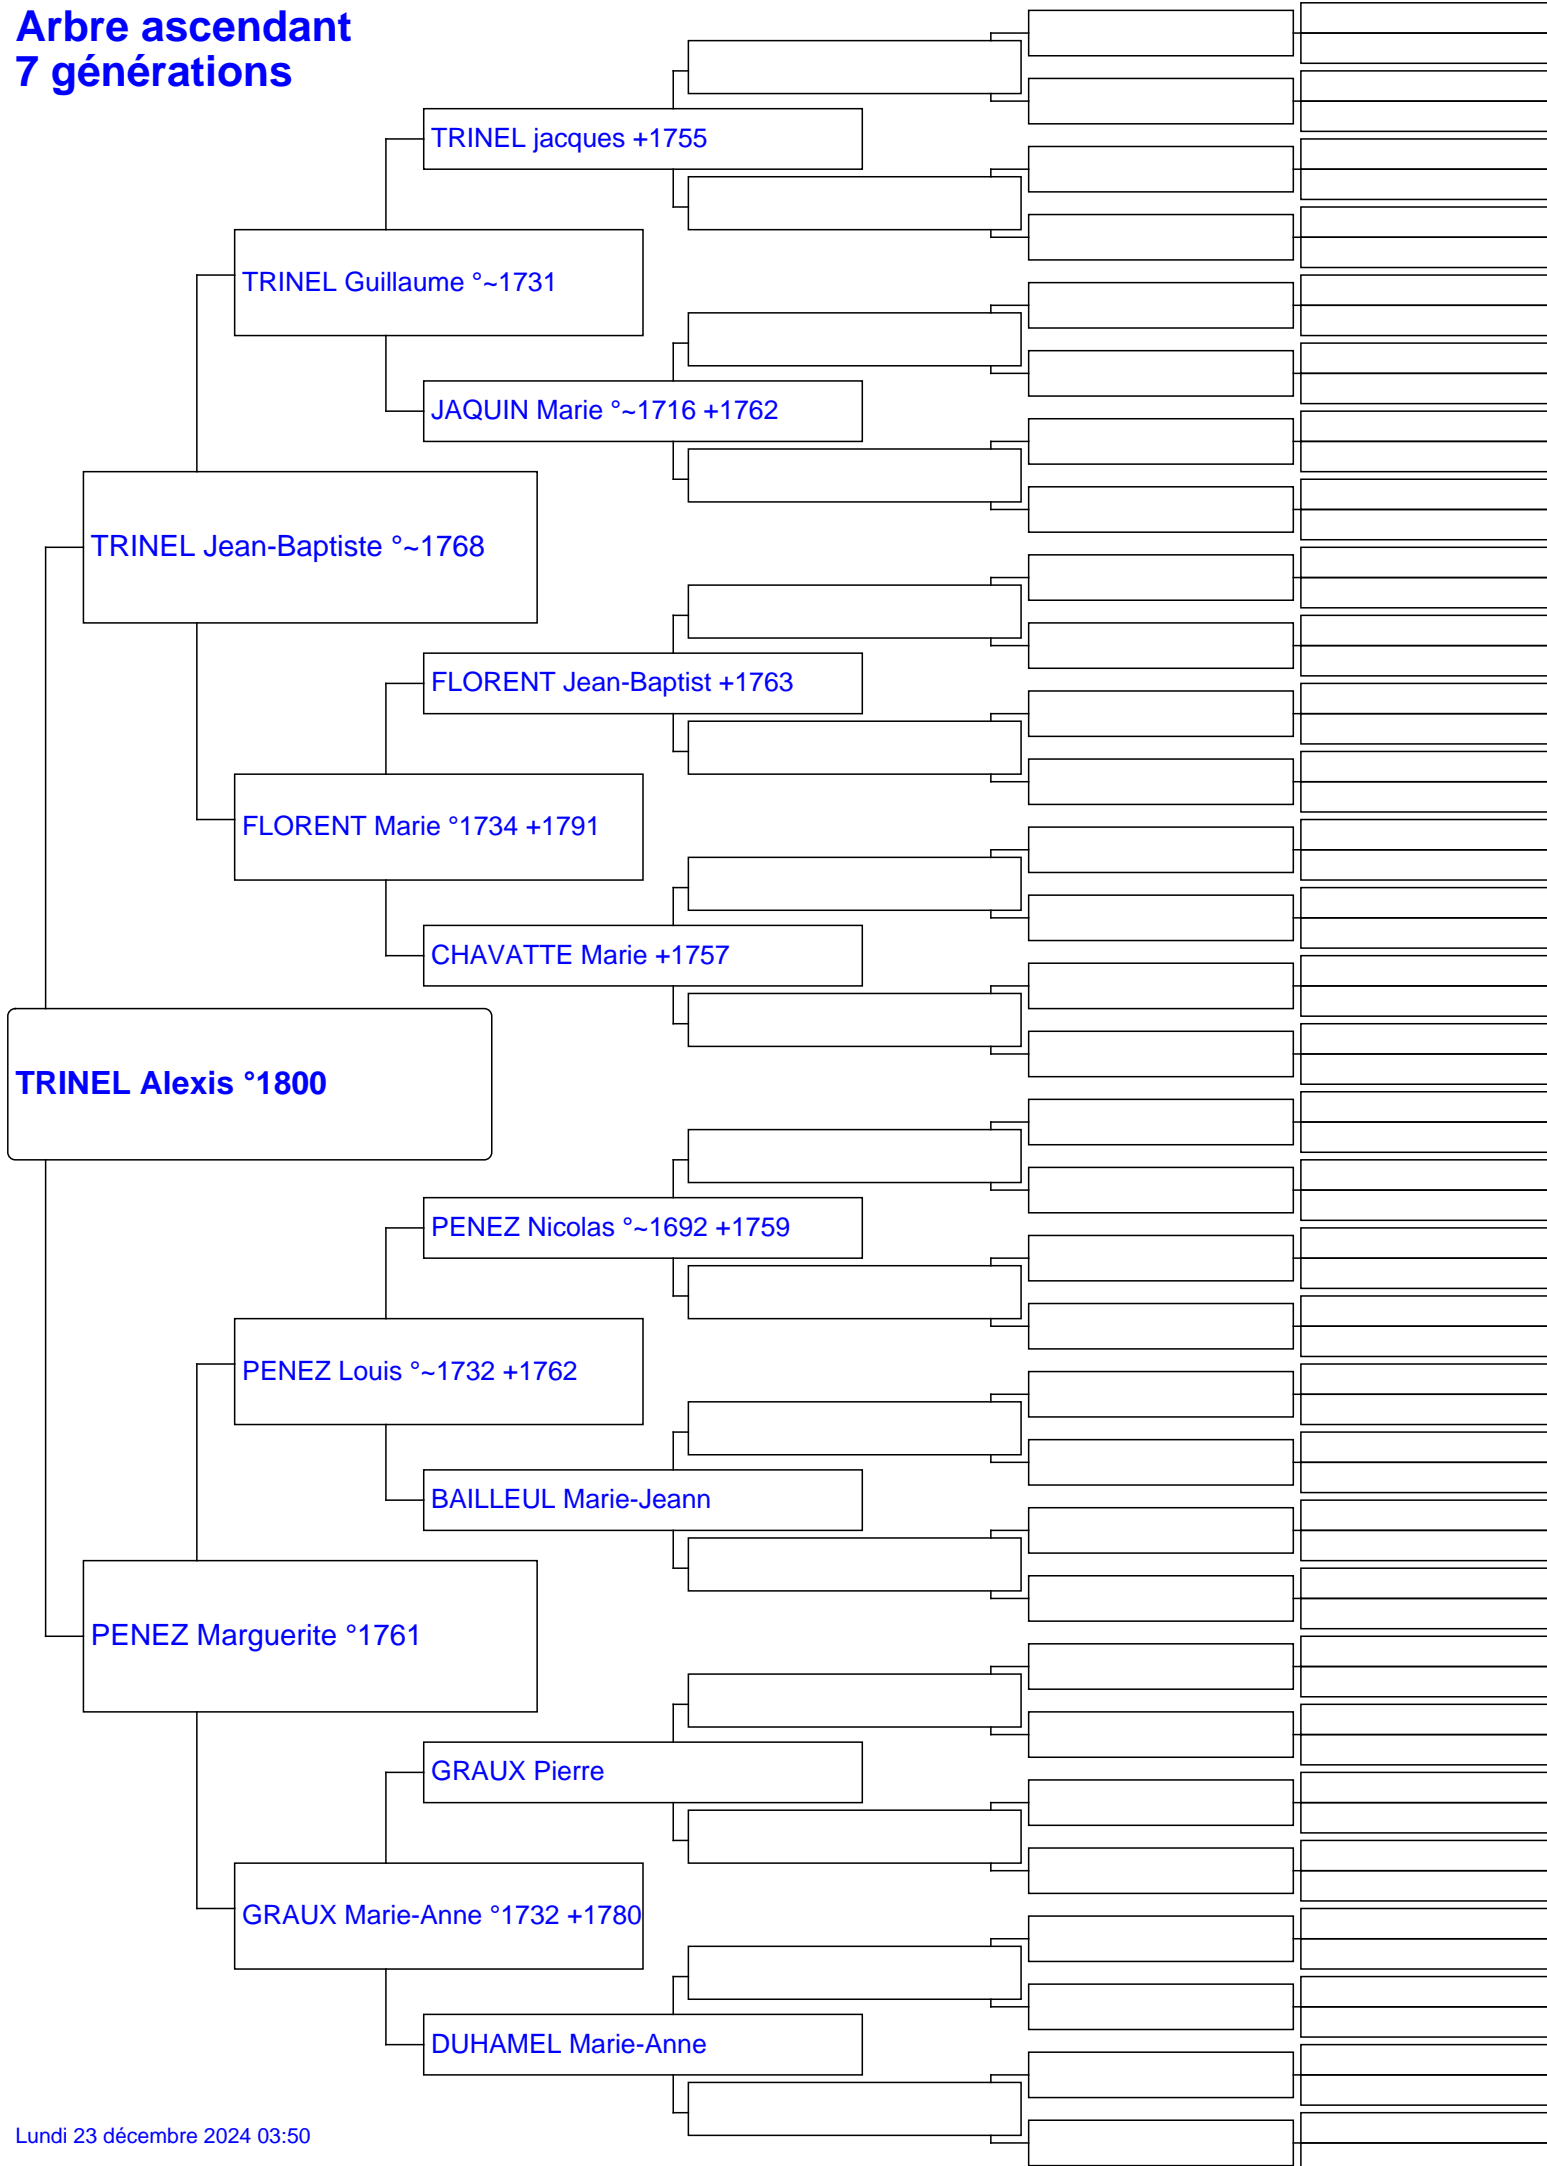 Arbre ascendant
7 générations
TRINEL jacques +1755
TRINEL Guillaume °~1731
JAQUIN Marie °~1716 +1762
TRINEL Jean-Baptiste °~1768
FLORENT Jean-Baptist +1763
FLORENT Marie °1734 +1791
CHAVATTE Marie +1757
TRINEL Alexis °1800
PENEZ Nicolas °~1692 +1759
PENEZ Louis °~1732 +1762
BAILLEUL Marie-Jeann
PENEZ Marguerite °1761
GRAUX Pierre
GRAUX Marie-Anne °1732 +1780
DUHAMEL Marie-Anne
Lundi 23 décembre 2024 03:50